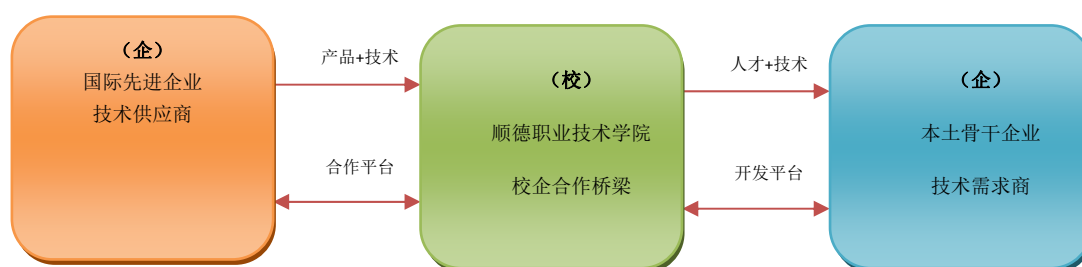 （企）
国际先进企业
技术供应商
产品+技术
合作平台
（校）
顺德职业技术学院
校企合作桥梁
人才+技术
开发平台
（企）
本土骨干企业
技术需求商